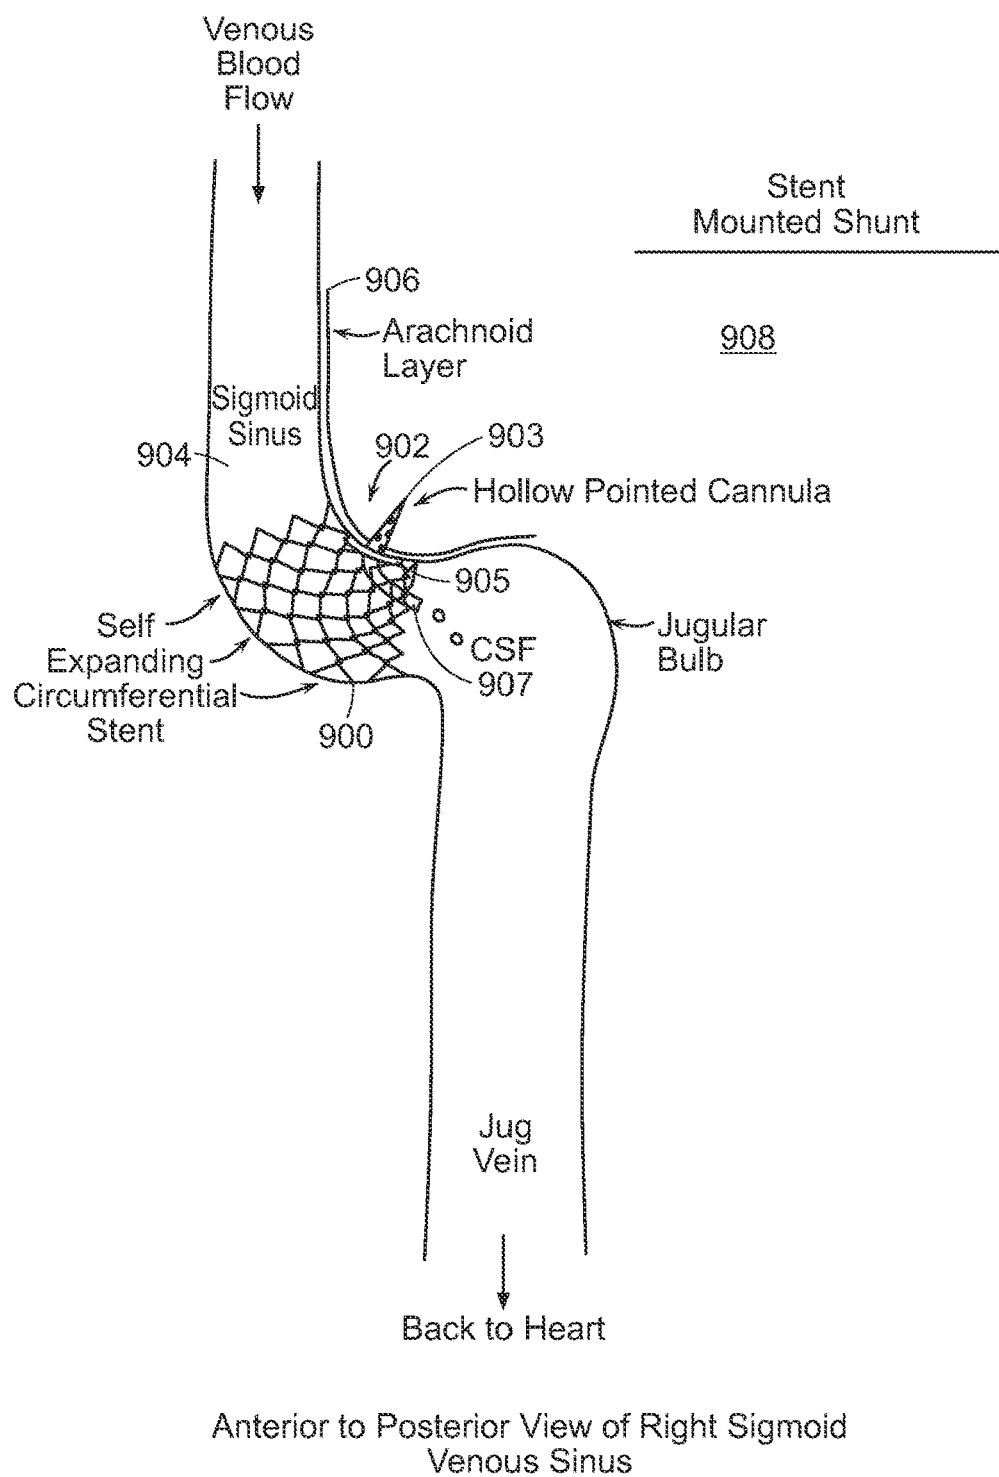 Venous
Blood
Flow
Stent
Mounted Shunt
906
Arachnoid
Layer
908
Sigmoid
Sinus
904
902
903
Hollow Pointed Cannula
905
Self
Expanding
Circumferential
Stent
CSF
907
900
Jugular
Bulb
Jug
Vein
Back to Heart
Anterior to Posterior View of Right Sigmoid
Venous Sinus